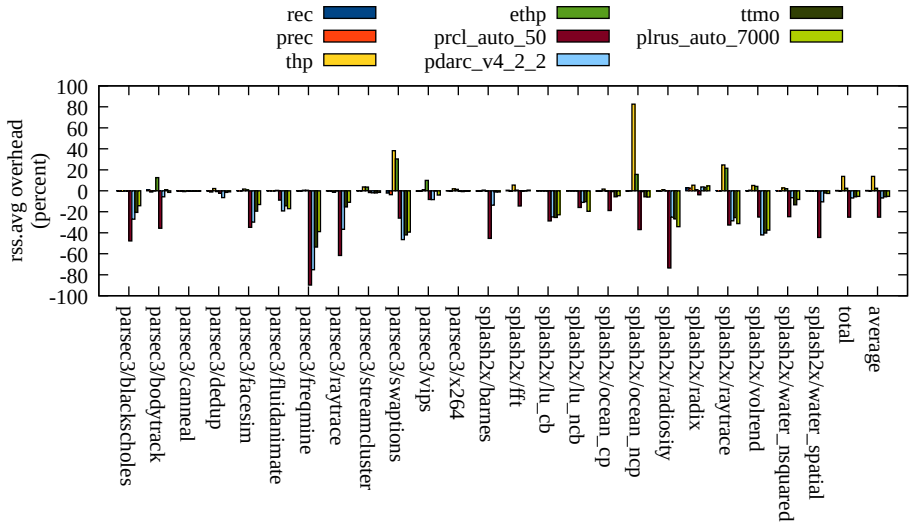 rec
prec
thp
ethp
prcl_auto_50
pdarc_v4_2_2
ttmo
plrus_auto_7000
rss.avg overhead
(percent)
100
80
60
40
20
0
-20
-40
-60
-80
-100
parsec3/blackscholes
parsec3/bodytrack
parsec3/canneal
parsec3/dedup
parsec3/facesim
parsec3/fluidanimate
parsec3/freqmine
parsec3/raytrace
parsec3/streamcluster
parsec3/swaptions
parsec3/vips
parsec3/x264
splash2x/barnes
splash2x/fft
splash2x/lu_cb
splash2x/lu_ncb
splash2x/ocean_cp
splash2x/ocean_ncp
splash2x/radiosity
splash2x/radix
splash2x/raytrace
splash2x/volrend
splash2x/water_nsquared
splash2x/water_spatial
total
average